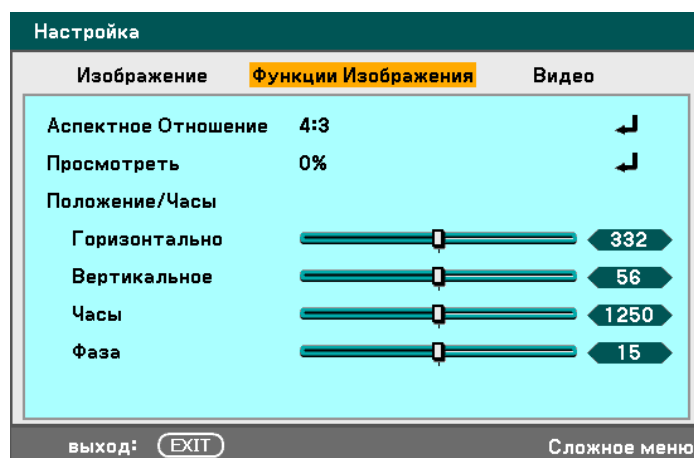 Настройка
Изображение Функции Изображения Видео
Аспектное Отношение 4:3
Просмотреть 0%
Положение/Часы
Горизонтально 332
Вертикальное 56
Часы 1250
Фаза 15
выход: EXIT Сложное меню